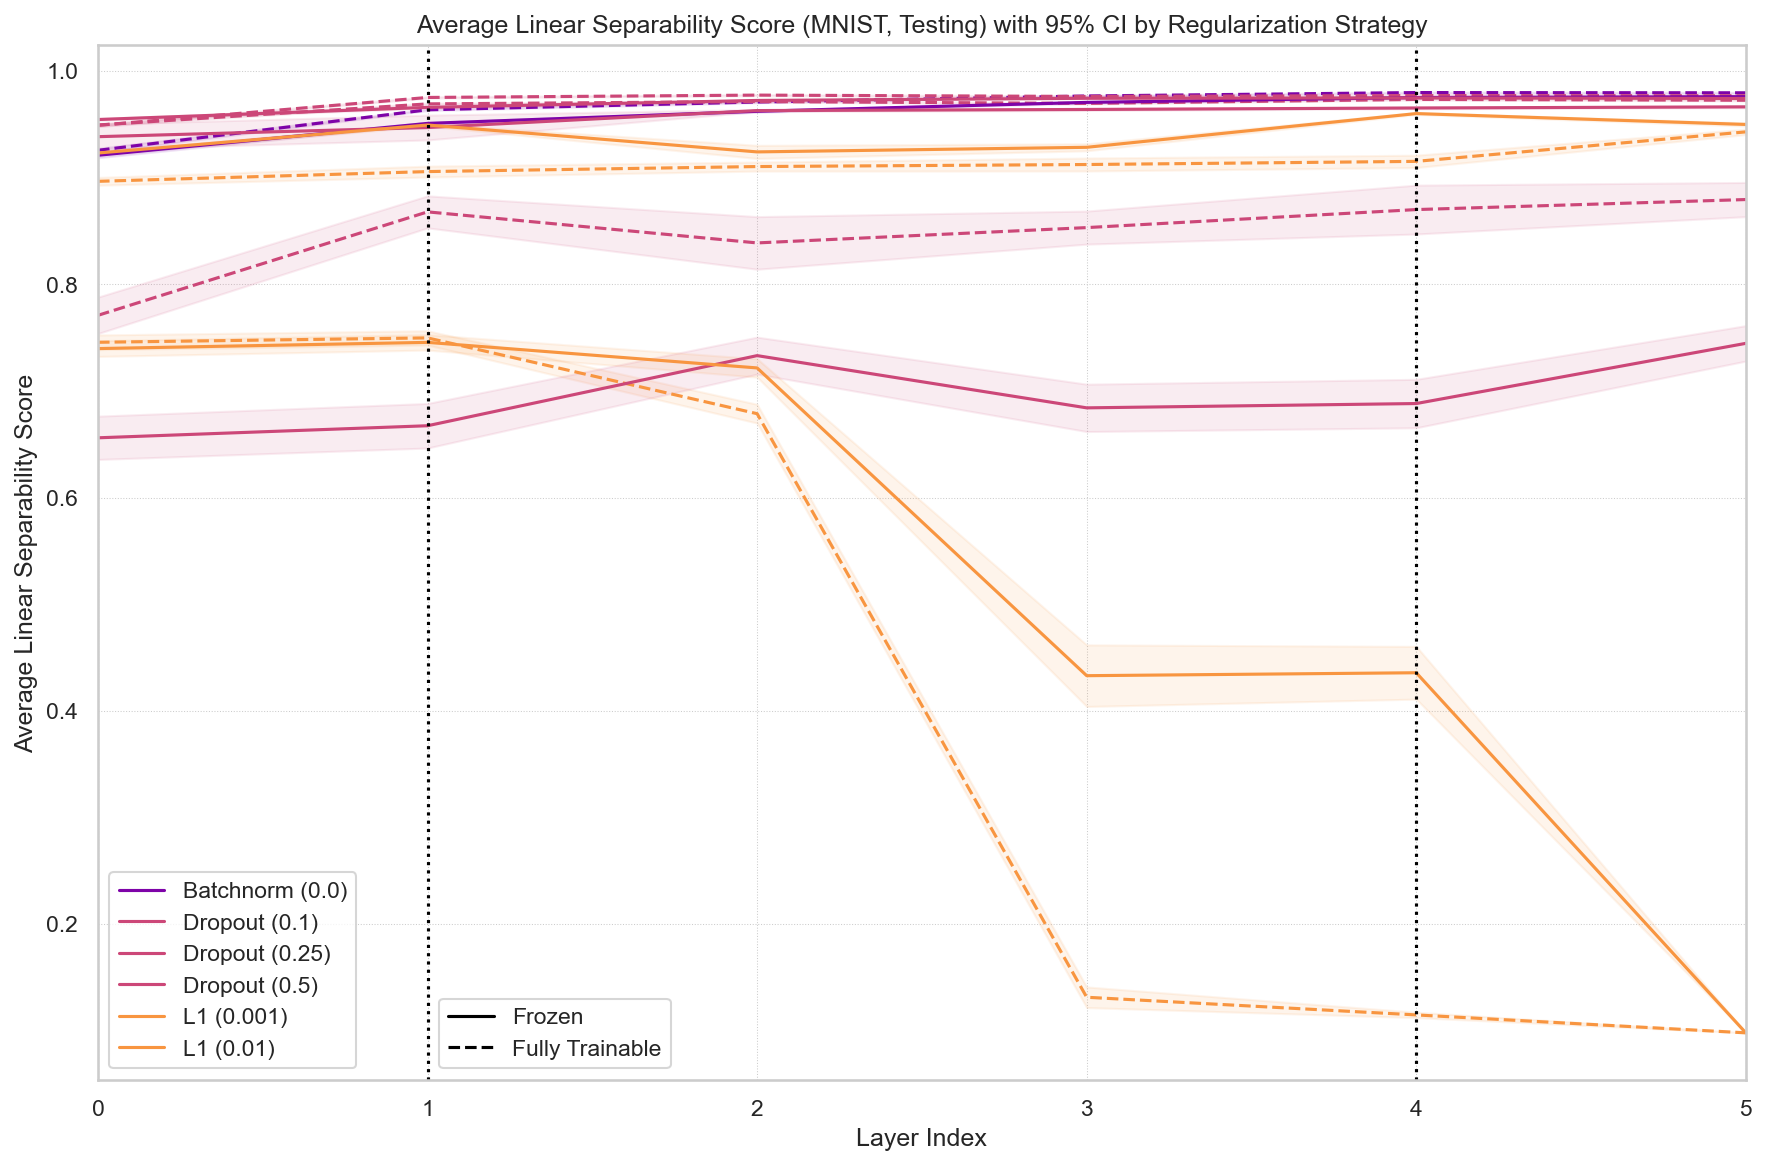 Average Linear Separability Score (MNIST, Testing) with 95% CI by Regularization Strategy
Average Linear Separability Score
1.0
0.8
0.6
0.4
0.2
Batchnorm (0.0)
Dropout (0.1)
Dropout (0.25)
Dropout (0.5)
L1 (0.001)
L1 (0.01)
Frozen
Fully Trainable
0 1 2 3 4 5
Layer Index